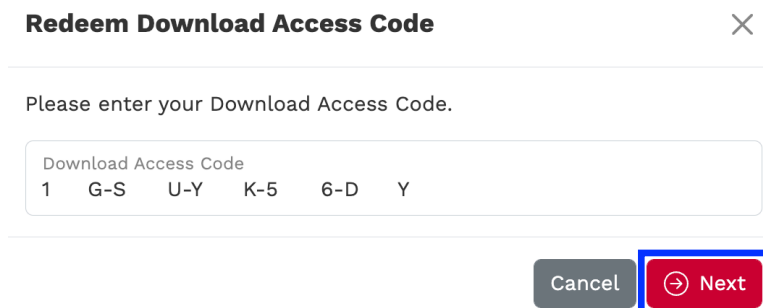 Redeem Download Access Code
Please enter your Download Access Code.
Download Access Code
1 G-S U-Y K-5 6-D Y
Cancel Next